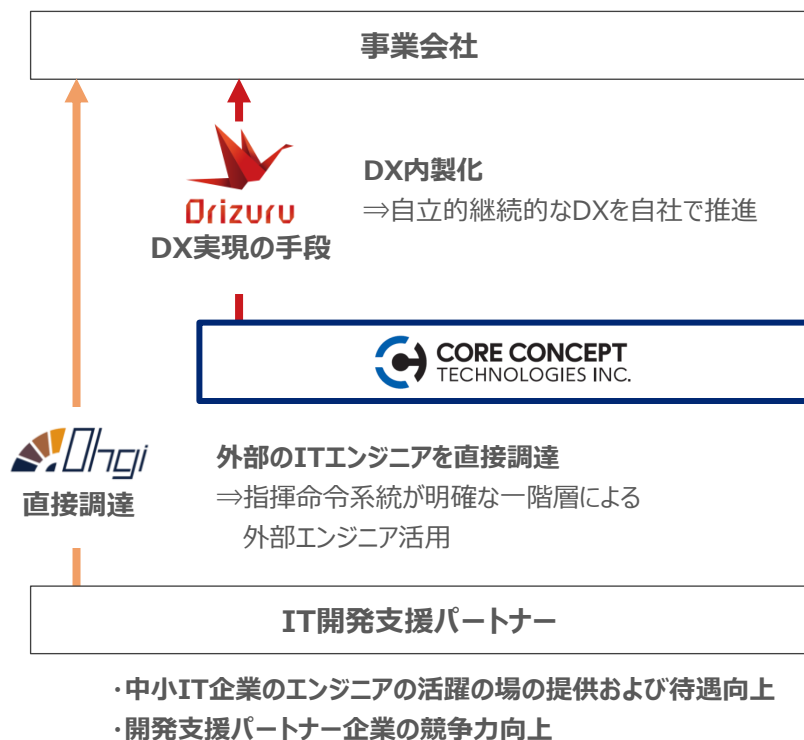 事業会社
Orizuru
DX実現の手段
DX内製化
⇒自立的継続的なDXを自社で推進
CORE CONCEPT
TECHNOLOGIES INC.
Ohgi
直接調達
外部のITエンジニアを直接調達
⇒指揮命令系統が明確な一階層による
外部エンジニア活用
IT開発支援パートナー
・中小IT企業のエンジニアの活躍の場の提供および待遇向上
・開発支援パートナー企業の競争力向上